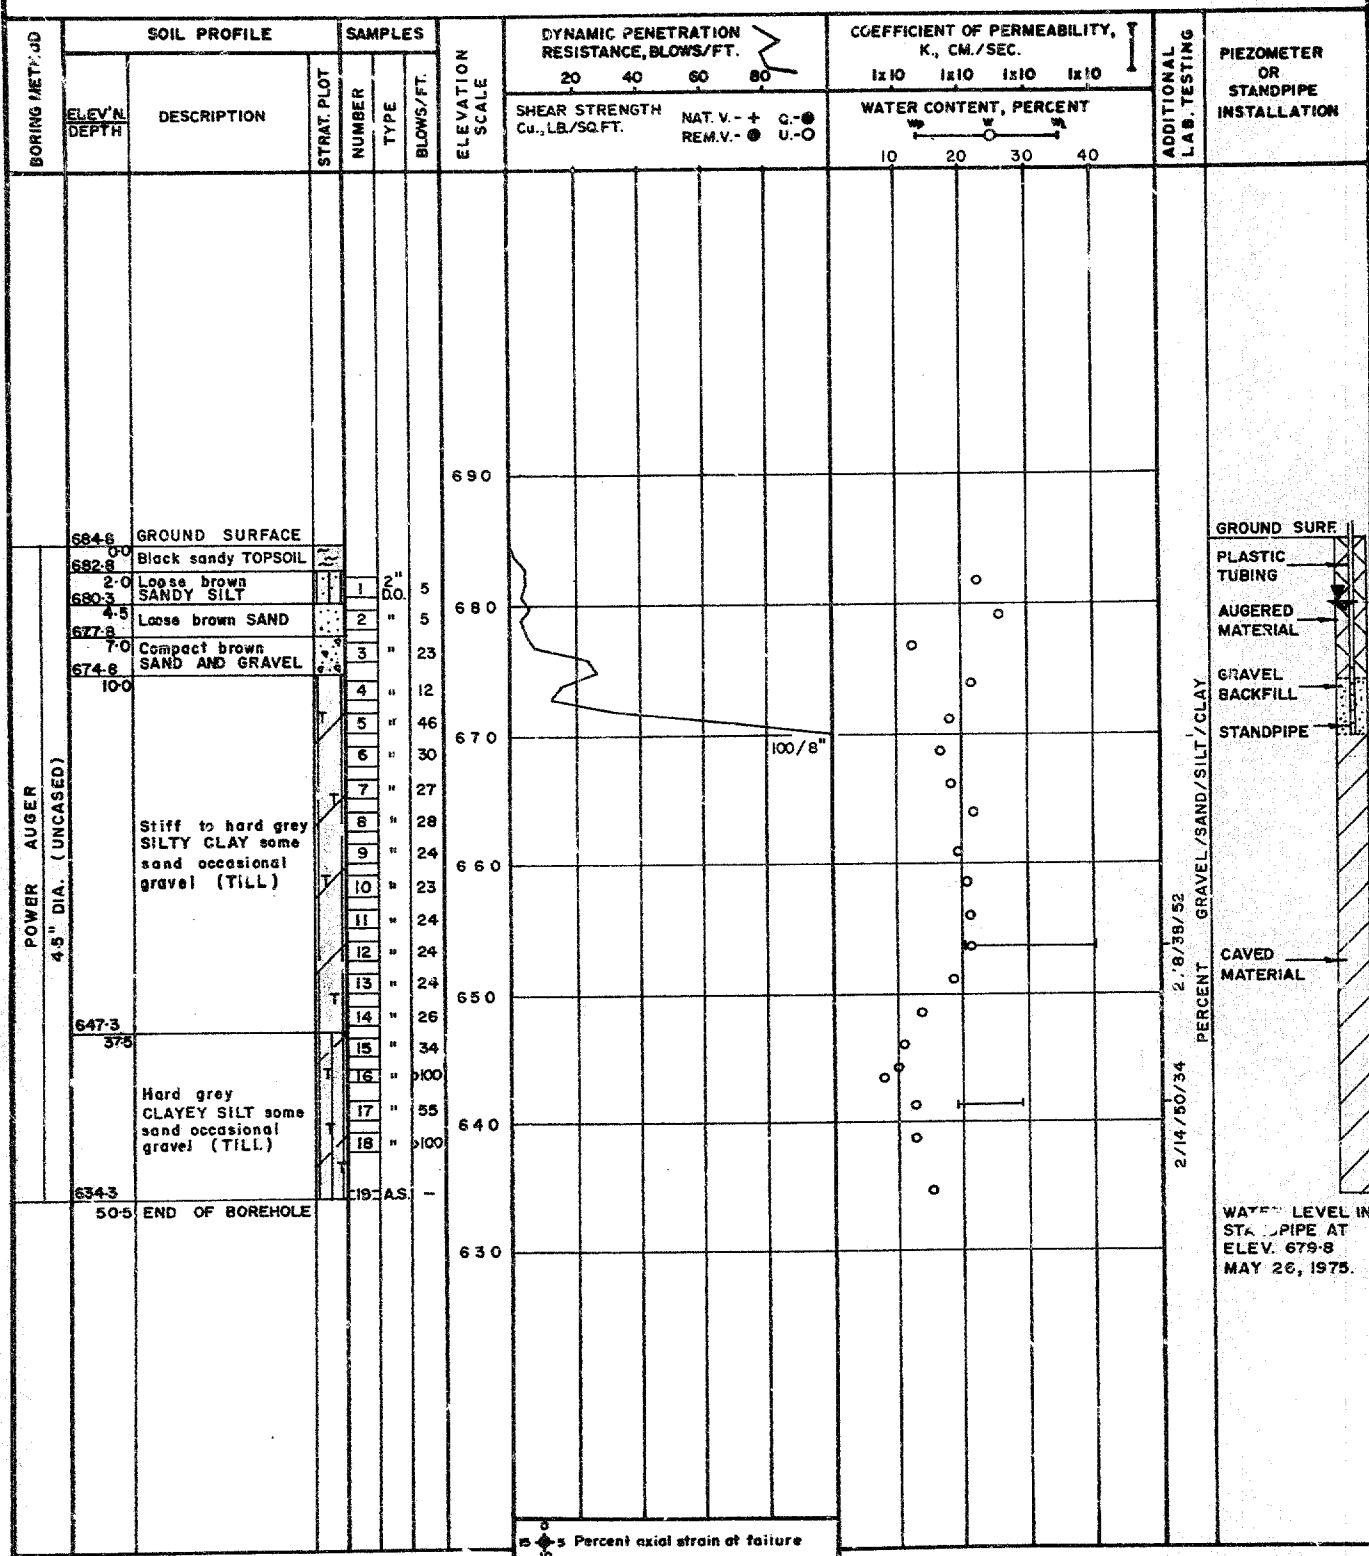 BORING METHOD
SOIL PROFILE
ELEV'N.
DEPTH
DESCRIPTION
STRAT. PLOT
SAMPLES
NUMBER
TYPE
BLOWS/FT.
ELEVATION
SCALE
DYNAMIC PENETRATION
RESISTANCE, BLOWS/FT.
20 40 60 80
SHEAR STRENGTH
Cu., LB./SQ.FT.
NAT. V. - + Q. -
REM.V. - U. -
COEFFICIENT OF PERMEABILITY,
K., CM./SEC.
1x10 1x10 1x10 1x10
WATER CONTENT, PERCENT
W
10 20 30 40
ADDITIONAL
LAB. TESTING
PIEZOMETER
OR
STANDPIPE
INSTALLATION
690
680
670
660
650
640
630
684.8 GROUND SURFACE
0.0 Black sandy TOPSOIL
682.8
2.0 Loose brown
SANDY SILT
680.3
4.5 Loose brown SAND
677.8
7.0 Compact brown
SAND AND GRAVEL
674.8
10.0
Stiff to hard grey
SILTY CLAY some
sand occasional
gravel (TILL)
647.3
37.5
Hard grey
CLAYEY SILT some
sand occasional
gravel (TILL)
634.3
50.5 END OF BOREHOLE
POWER AUGER
4.5" DIA. (UNCASED)
1 2" D.O. 5
2 " 5
3 " 23
4 " 12
5 " 46
6 " 30
7 " 27
8 " 28
9 " 24
10 " 23
11 " 24
12 " 24
13 " 24
14 " 26
15 " 34
16 " >100
17 " 55
18 " >100
19 A.S. —
100/8"
PERCENT GRAVEL/SAND/SILT/CLAY
2/14/50/34
GROUND SURF.
PLASTIC
TUBING
AUGERED
MATERIAL
GRAVEL
BACKFILL
STANDPIPE
CAVED
MATERIAL
WATER LEVEL IN
STANDPIPE AT
ELEV. 679.8
MAY 26, 1975.
0
15 5 Percent axial strain at failure
10